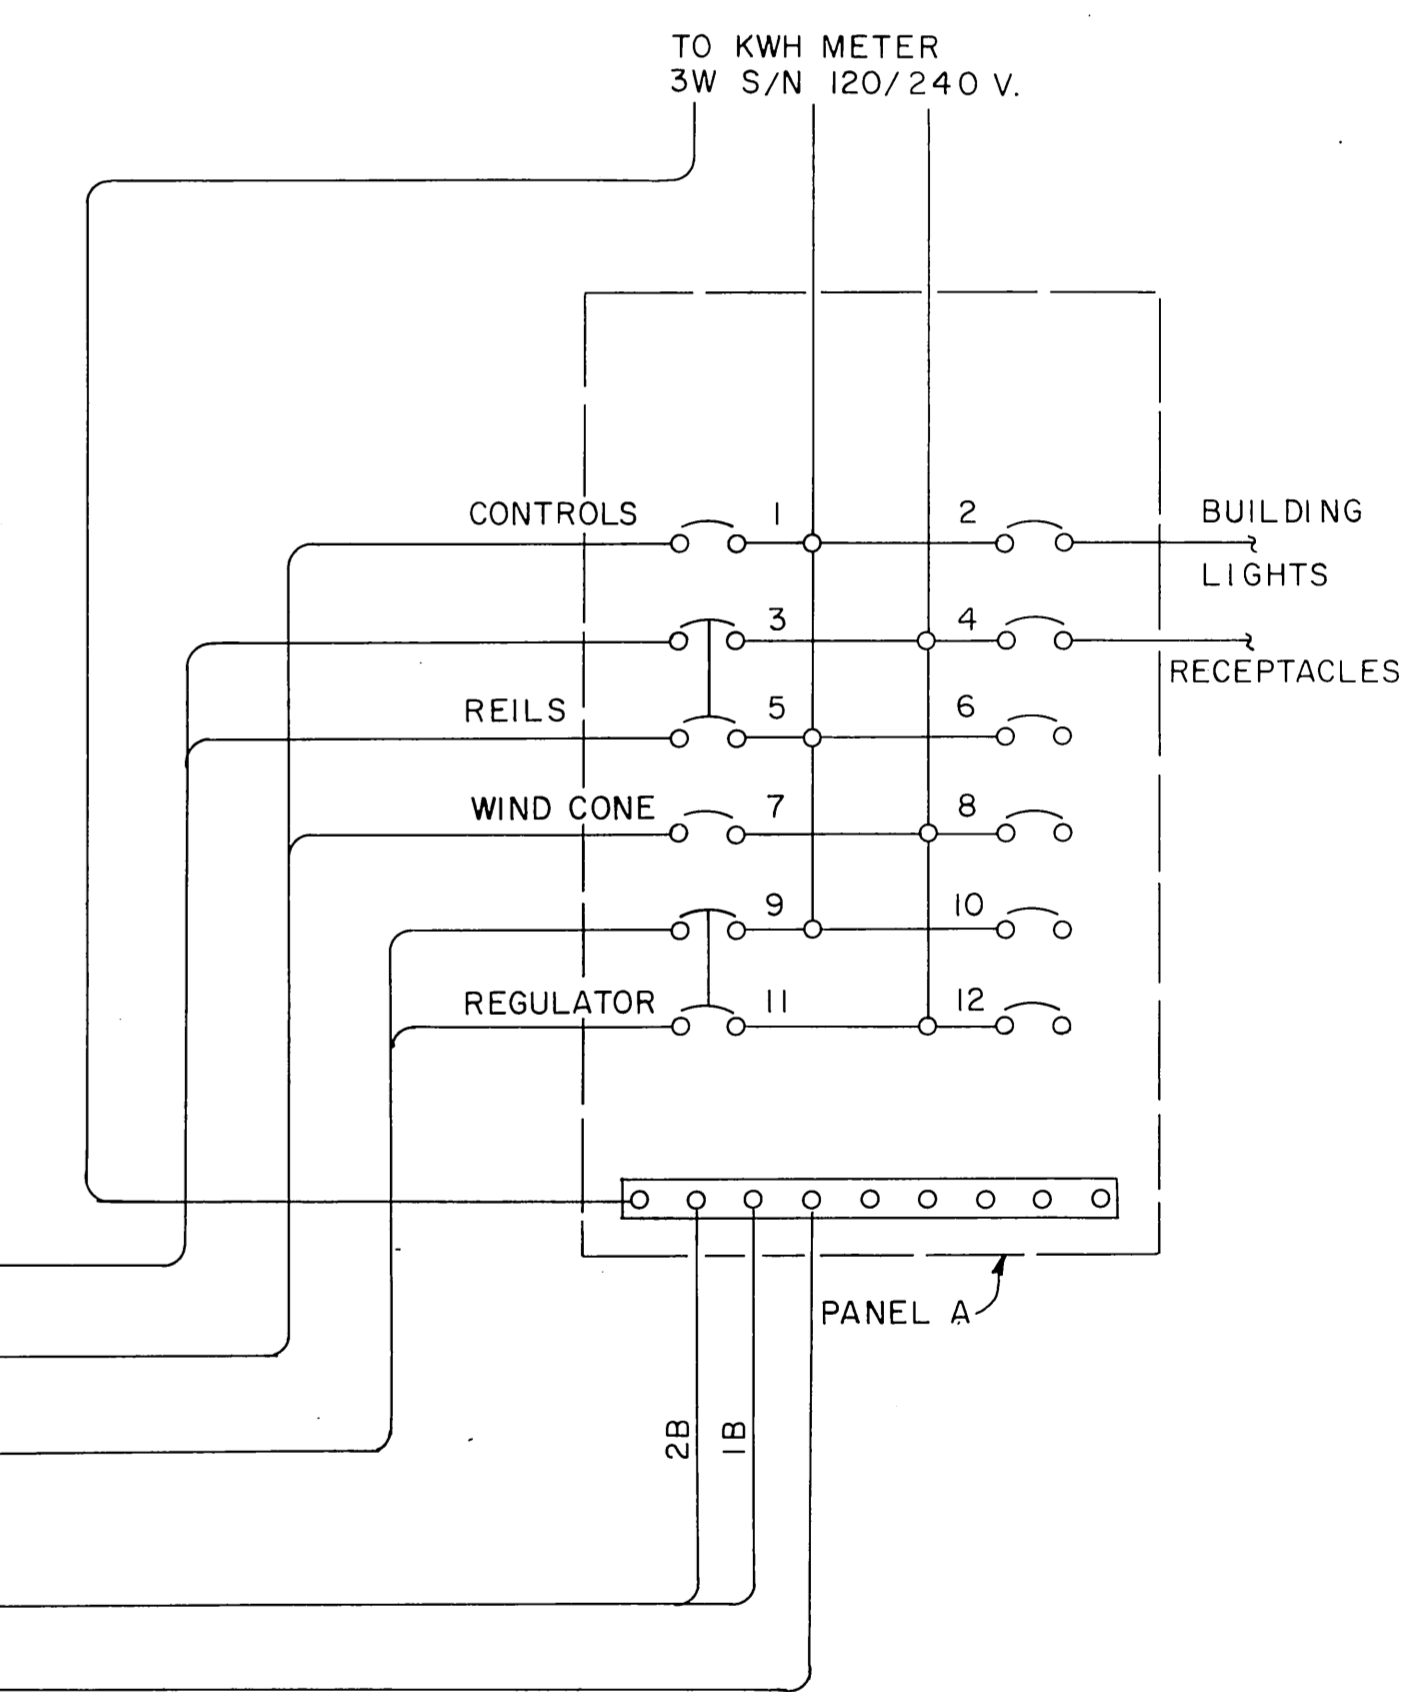 TO KWH METER
3W S/N 120/240 V.
CONTROLS
1
2
BUILDING
LIGHTS
3
4
RECEPTACLES
REILS
5
6
WIND CONE
7
8
9
10
REGULATOR
11
12
PANEL A
2B
1B